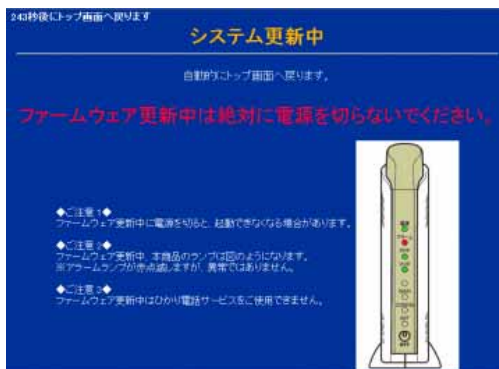 243秒後にトップ画面へ戻ります
システム更新中
自動的にトップ画面へ戻ります。
ファームウェア更新中は絶対に電源を切らないでください。
◆ご注意1◆
ファームウェア更新中に電源を切ると、起動できなくなる場合があります。
◆ご注意2◆
ファームウェア更新中、本商品のランプは図のようになります。
※アラームランプが赤点滅しますが、異常ではありません。
◆ご注意3◆
ファームウェア更新中はひかり電話サービスをご使用できません。